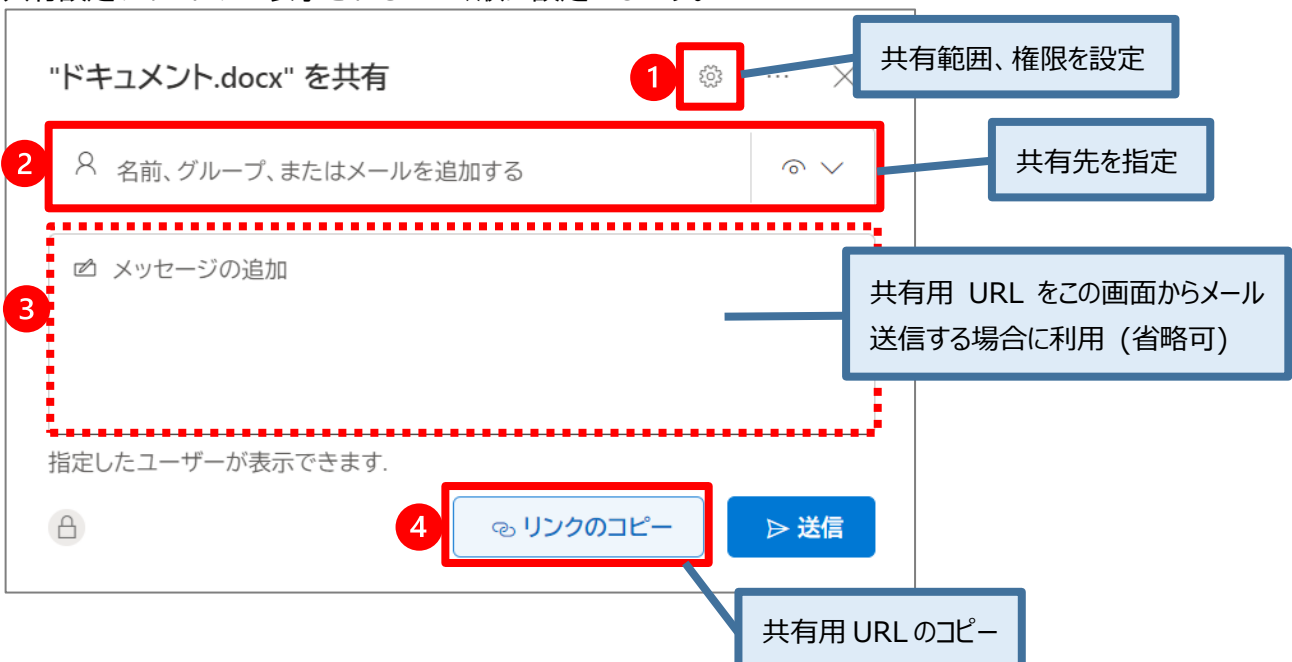 "ドキュメント.docx" を共有
1
…
共有範囲、権限を設定
2
名前、グループ、またはメールを追加する
共有先を指定
3
メッセージの追加
共有用 URL をこの画面からメール
送信する場合に利用 (省略可)
指定したユーザーが表示できます.
4
リンクのコピー
送信
共有用 URL のコピー